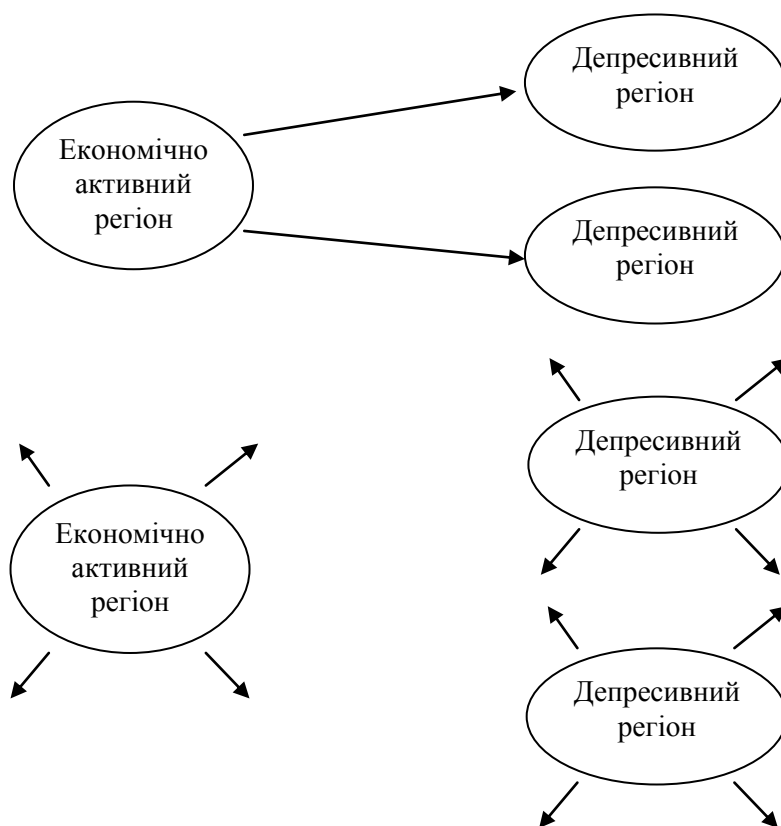 Депресивний
регіон
Економічно
активний
регіон
Депресивний
регіон
Депресивний
регіон
Економічно
активний
регіон
Депресивний
регіон